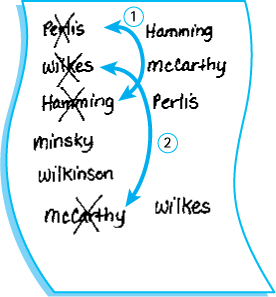 Perlis ① Hamming
Wilkes McCarthy
Hamming Perlis
Minsky
②
Wilkinson
McCarthy Wilkes